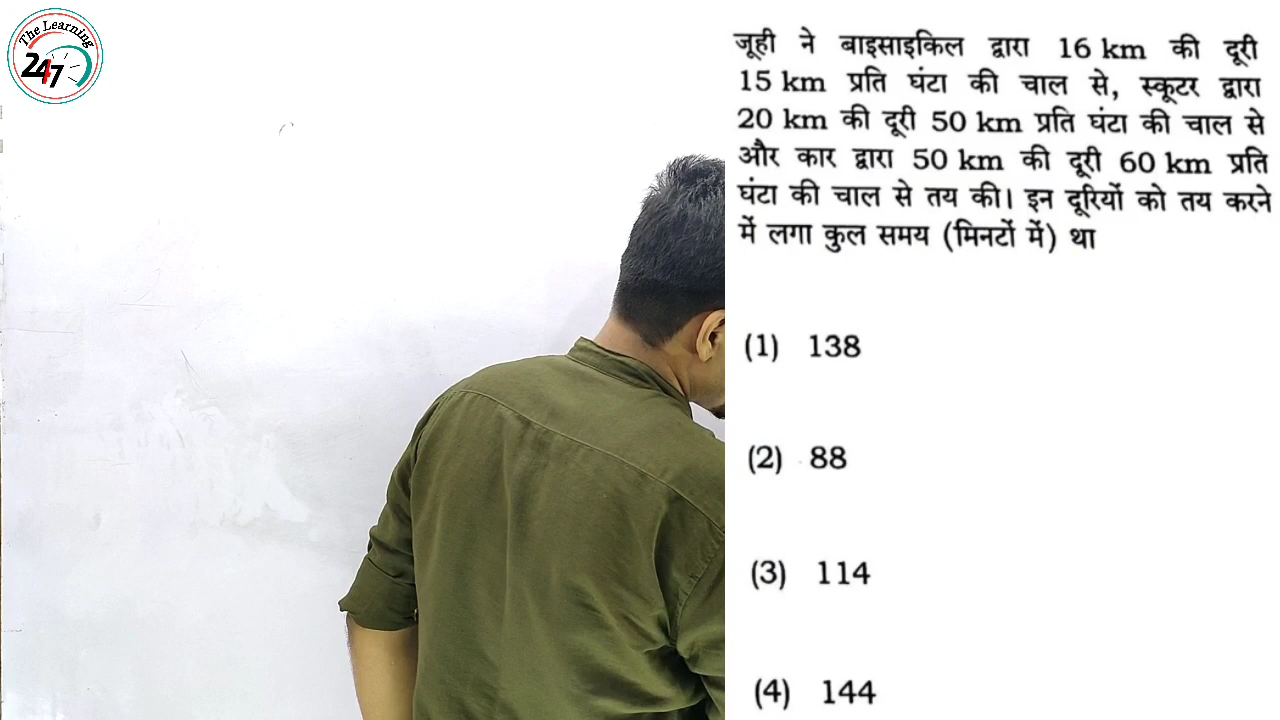 The Learning
247
जूही ने बाइसाइकिल द्वारा 16 km की दूरी
15 km प्रति घंटा की चाल से, स्कूटर द्वारा
20 km की दूरी 50 km प्रति घंटा की चाल से
और कार द्वारा 50 km की दूरी 60 km प्रति
घंटा की चाल से तय की। इन दूरियों को तय करने
में लगा कुल समय (मिनटों में) था
(1) 138
(2) 88
(3) 114
(4) 144